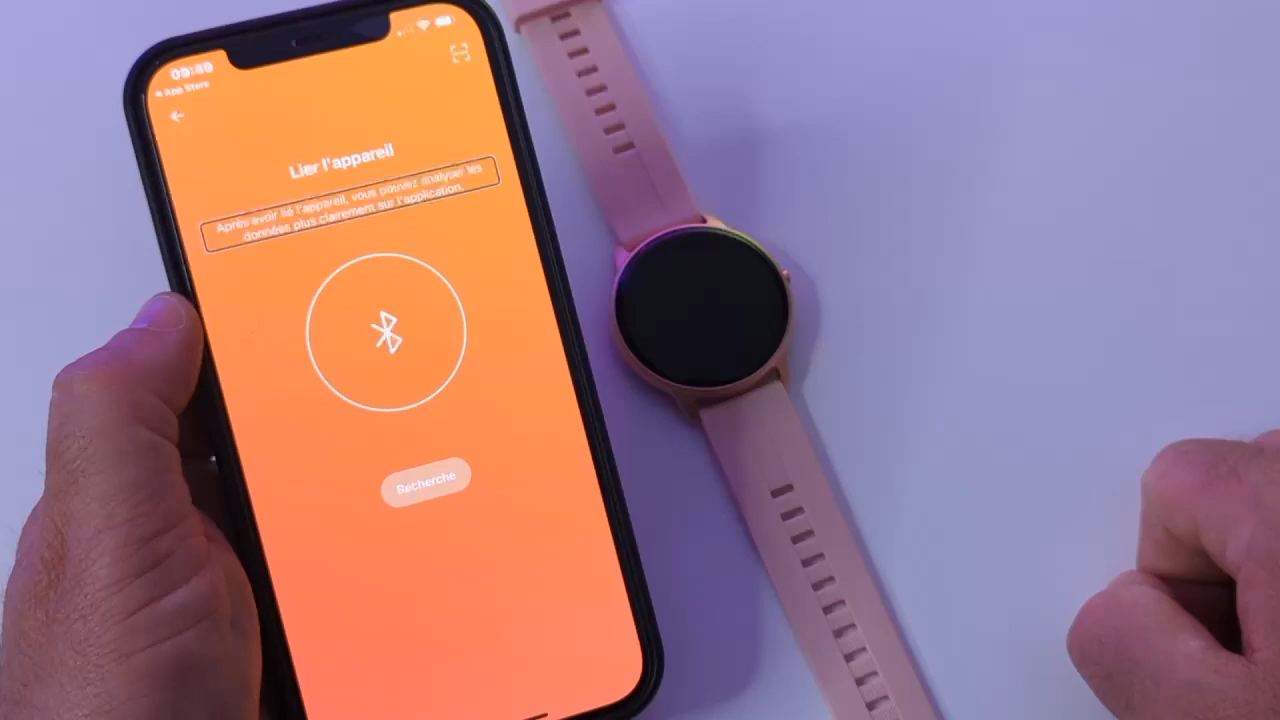 09:39
App Store
Lier l'appareil
Après avoir lié l'appareil, vous pouvez analyser les
données plus clairement sur l'application.
Recherche